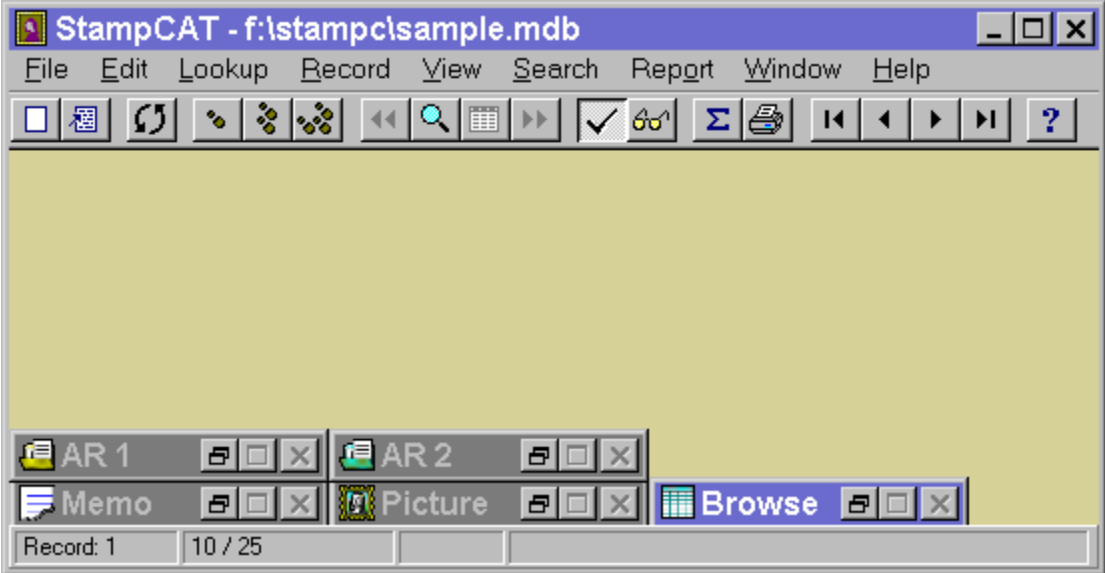 StampCAT - f:\stampc\sample.mdb
File Edit Lookup Record View Search Report Window Help
Σ ?
AR 1 AR 2
Memo Picture Browse
Record: 1 10 / 25